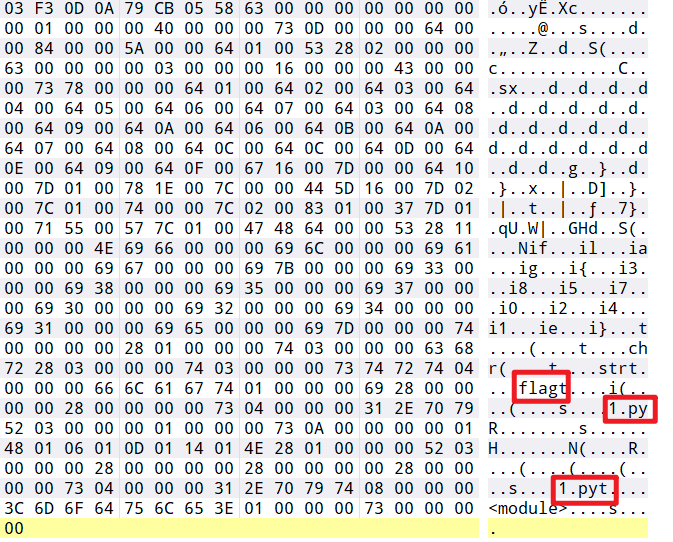 03 F3 0D 0A 79 CB 05 58 63 00 00 00 00 00 00 00 .ó..yË.Xc.......
00 01 00 00 00 40 00 00 00 73 0D 00 00 00 64 00 .....@...s....d.
00 84 00 00 5A 00 00 64 01 00 53 28 02 00 00 00 .„..Z..d..S(....
63 00 00 00 00 03 00 00 00 16 00 00 00 43 00 00 c............C..
00 73 78 00 00 00 64 01 00 64 02 00 64 03 00 64 .sx...d..d..d..d
04 00 64 05 00 64 06 00 64 07 00 64 03 00 64 08 ..d..d..d..d..d.
00 64 09 00 64 0A 00 64 06 00 64 0B 00 64 0A 00 .d..d..d..d..d..
64 07 00 64 08 00 64 0C 00 64 0C 00 64 0D 00 64 d..d..d..d..d..d
0E 00 64 09 00 64 0F 00 67 16 00 7D 00 00 64 10 ..d..d..g..}..d.
00 7D 01 00 78 1E 00 7C 00 00 44 5D 16 00 7D 02 .}..x..|..D]..}.
00 7C 01 00 74 00 00 7C 02 00 83 01 00 37 7D 01 .|..t..|..ƒ..7}.
00 71 55 00 57 7C 01 00 47 48 64 00 00 53 28 11 .qU.W|..GHd..S(.
00 00 00 4E 69 66 00 00 00 69 6C 00 00 00 69 61 ...Nif...il...ia
00 00 00 69 67 00 00 00 69 7B 00 00 00 69 33 00 ...ig...i{...i3.
00 00 69 38 00 00 00 69 35 00 00 00 69 37 00 00 ..i8...i5...i7..
00 69 30 00 00 00 69 32 00 00 00 69 34 00 00 00 .i0...i2...i4...
69 31 00 00 00 69 65 00 00 00 69 7D 00 00 00 74 i1...ie...i}...t
00 00 00 00 28 01 00 00 00 74 03 00 00 00 63 68 ....(....t....ch
72 28 03 00 00 00 74 03 00 00 00 73 74 72 74 04 r(....t....strt.
00 00 00 66 6C 61 67 74 01 00 00 00 69 28 00 00 ...flagt....i(..
00 00 28 00 00 00 00 73 04 00 00 00 31 2E 70 79 ..(....s....1.py
52 03 00 00 00 01 00 00 00 73 0A 00 00 00 00 01 R........s......
48 01 06 01 0D 01 14 01 4E 28 01 00 00 00 52 03 H.......N(....R.
00 00 00 28 00 00 00 00 28 00 00 00 00 28 00 00 ...(....(....(..
00 00 73 04 00 00 00 31 2E 70 79 74 08 00 00 00 ..s....1.pyt....
3C 6D 6F 64 75 6C 65 3E 01 00 00 00 73 00 00 00 <module>....s...
00 .